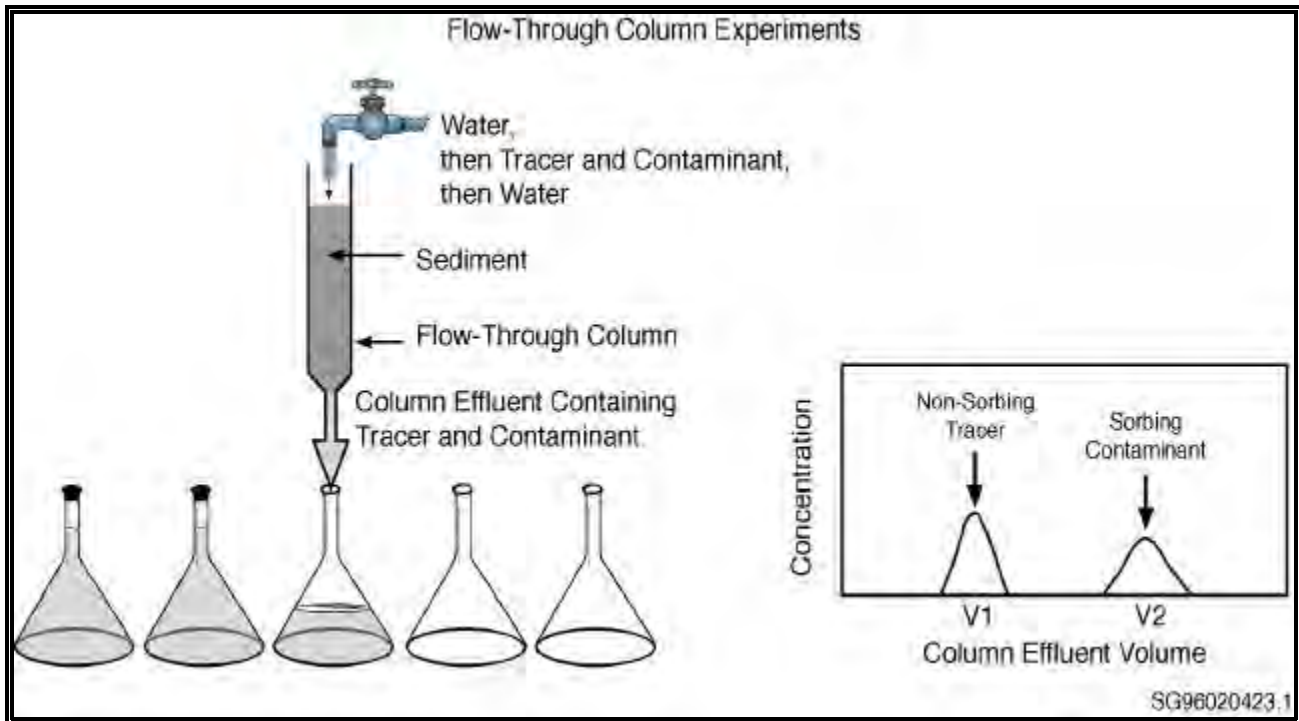 Flow-Through Column Experiments
Water,
then Tracer and Contaminant,
then Water
Sediment
Flow-Through Column
Column Effluent Containing
Tracer and Contaminant
Concentration
Non-Sorbing
Tracer
Sorbing
Contaminant
V1
V2
Column Effluent Volume
SG96020423.1